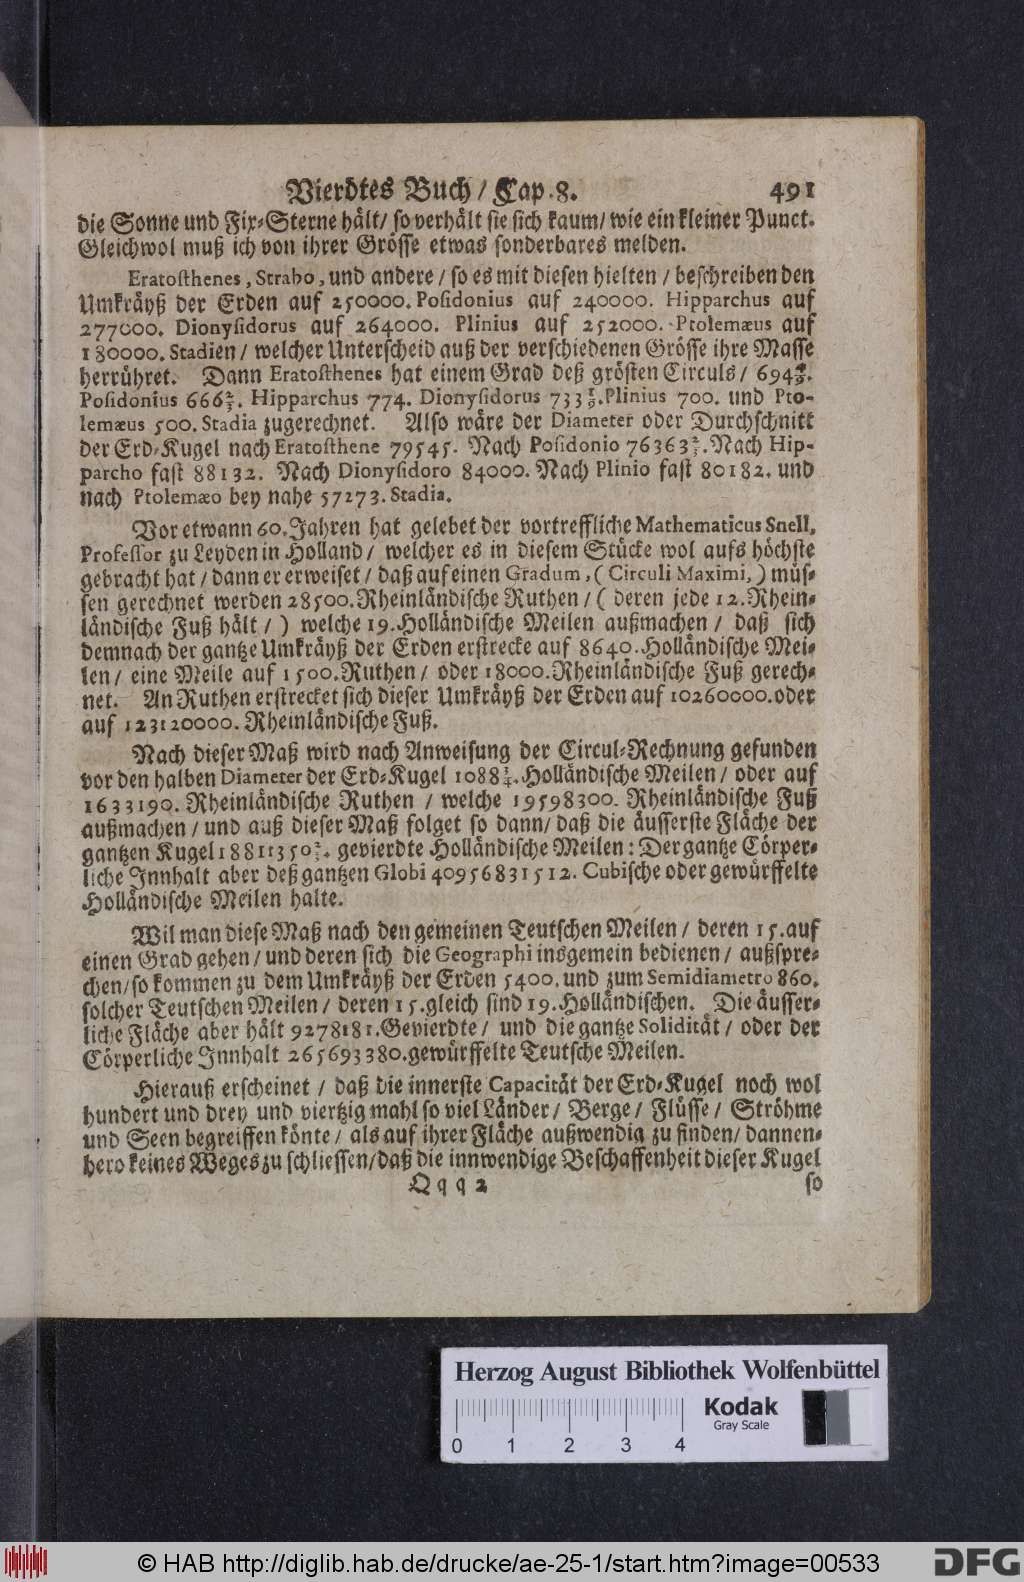 Vierdtes Buch / Cap. 8. 491
die Sonne und Fix-Sterne hält / so verhält sie sich kaum / wie ein kleiner Punct.
Gleichwol muß ich von ihrer Grösse etwas sonderbares melden.
Eratosthenes, Strabo, und andere / so es mit diesen hielten / beschreiben den
Umkräyß der Erden auf 250000. Posidonius auf 240000. Hipparchus auf
277000. Dionysidorus auf 264000. Plinius auf 252000. Ptolemæus auf
180000. Stadien / welcher Unterscheid auß der verschiedenen Grösse ihre Masse
herrühret. Dann Eratosthenes hat einem Grad deß grösten Circuls / 694 4/9.
Posidonius 666 2/3. Hipparchus 774. Dionysidorus 733 1/9. Plinius 700. und Pto-
lemæus 500. Stadia zugerechnet. Also wäre der Diameter oder Durchschnitt
der Erd-Kugel nach Eratosthene 79545. Nach Posidonio 76363 2/3. Nach Hip-
parcho fast 88132. Nach Dionysidoro 84000. Nach Plinio fast 80182. und
nach Ptolemæo bey nahe 57273. Stadia.
Vor etwann 60. Jahren hat gelebet der vortreffliche Mathematicus Snell,
Professor zu Leyden in Holland / welcher es in diesem Stücke wol aufs höchste
gebracht hat / dann er erweiset / daß auf einen Gradum, (Circuli Maximi,) müs-
sen gerechnet werden 28500. Rheinländische Ruthen / (deren jede 12. Rhein-
ländische Fuß hält /) welche 19. Holländische Meilen außmachen / daß sich
demnach der gantze Umkräyß der Erden erstrecke auf 8640. Holländische Mei-
len / eine Meile auf 1500. Ruthen / oder 18000. Rheinländische Fuß gerech-
net. An Ruthen erstrecket sich dieser Umkräyß der Erden auf 10260000. oder
auf 123120000. Rheinländische Fuß.
Nach dieser Maß wird nach Anweisung der Circul-Rechnung gefunden
vor den halben Diameter der Erd-Kugel 1088 3/4. Holländische Meilen / oder auf
1633190. Rheinländische Ruthen / welche 19598300. Rheinländische Fuß
außmachen / und auß dieser Maß folget so dann / daß die äusserste Fläche der
gantzen Kugel 18811350 2/3. gevierdte Holländische Meilen : Der gantze Cörper-
liche Innhalt aber deß gantzen Globi 40956831512. Cubische oder gewürffelte
Holländische Meilen halte.
Wil man diese Maß nach den gemeinen Teutschen Meilen / deren 15. auf
einen Grad gehen / und deren sich die Geographi insgemein bedienen / außspre-
chen / so kommen zu dem Umkräyß der Erden 5400. und zum Semidiametro 860.
solcher Teutschen Meilen / deren 15. gleich sind 19. Holländischen. Die äusser-
liche Fläche aber hält 9278181. Gevierdte / und die gantze Solidität / oder der
Cörperliche Innhalt 265693380. gewürffelte Teutsche Meilen.
Hierauß erscheinet / daß die innerste Capacität der Erd-Kugel noch wol
hundert und drey und viertzig mahl so viel Länder / Berge / Flüsse / Ströhme
und Seen begreiffen könte / als auf ihrer Fläche außwendig zu finden / dannen-
hero keines Weges zu schliessen / daß die innwendige Beschaffenheit dieser Kugel
Qqq 2 so
Herzog August Bibliothek Wolfenbüttel
Kodak
Gray Scale
0 1 2 3 4
© HAB http://diglib.hab.de/drucke/ae-25-1/start.htm?image=00533
DFG